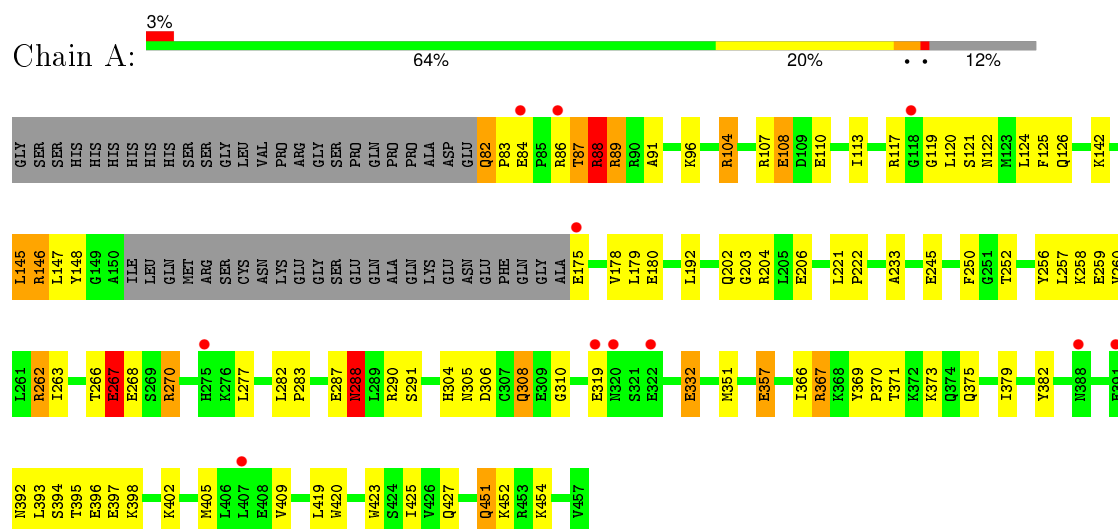 3%
Chain A:
64% 20% • • 12%
GLY SER SER HIS HIS HIS HIS HIS HIS SER SER GLY LEU VAL PRO ARG GLY SER PRO GLN PRO PRO ALA ASP GLU Q82 P83 E84 P85 R86 T87 R88 R89 R90 A91 K96 R104 R107 E108 D109 E110 I113 R117 G118 G119 L120 S121 N122 M123 L124 F125 Q126 K142
L145 R146 L147 Y148 G149 A150 ILE LEU GLN MET ARG SER CYS ASN LYS GLU GLY SER GLU GLN ALA GLN LYS GLU ASN GLU PHE GLN GLY ALA E175 V178 L179 E180 L192 Q202 G203 R204 L205 E206 L221 P222 A233 E245 F250 G251 T252 Y256 L257 K258 E259 V260
L261 R262 I263 T266 E267 E268 S269 R270 H275 K276 L277 L282 P283 E287 N288 L289 R290 S291 H304 N305 D306 C307 Q308 E309 G310 E319 N320 S321 E322 E332 M351 E357 I366 R367 K368 Y369 P370 T371 K372 K373 Q374 Q375 I379 Y382 N388 E391
N392 L393 S394 T395 E396 E397 K398 K402 M405 L406 L407 E408 V409 L419 W420 W423 S424 I425 V426 Q427 Q451 K452 R453 K454 V457